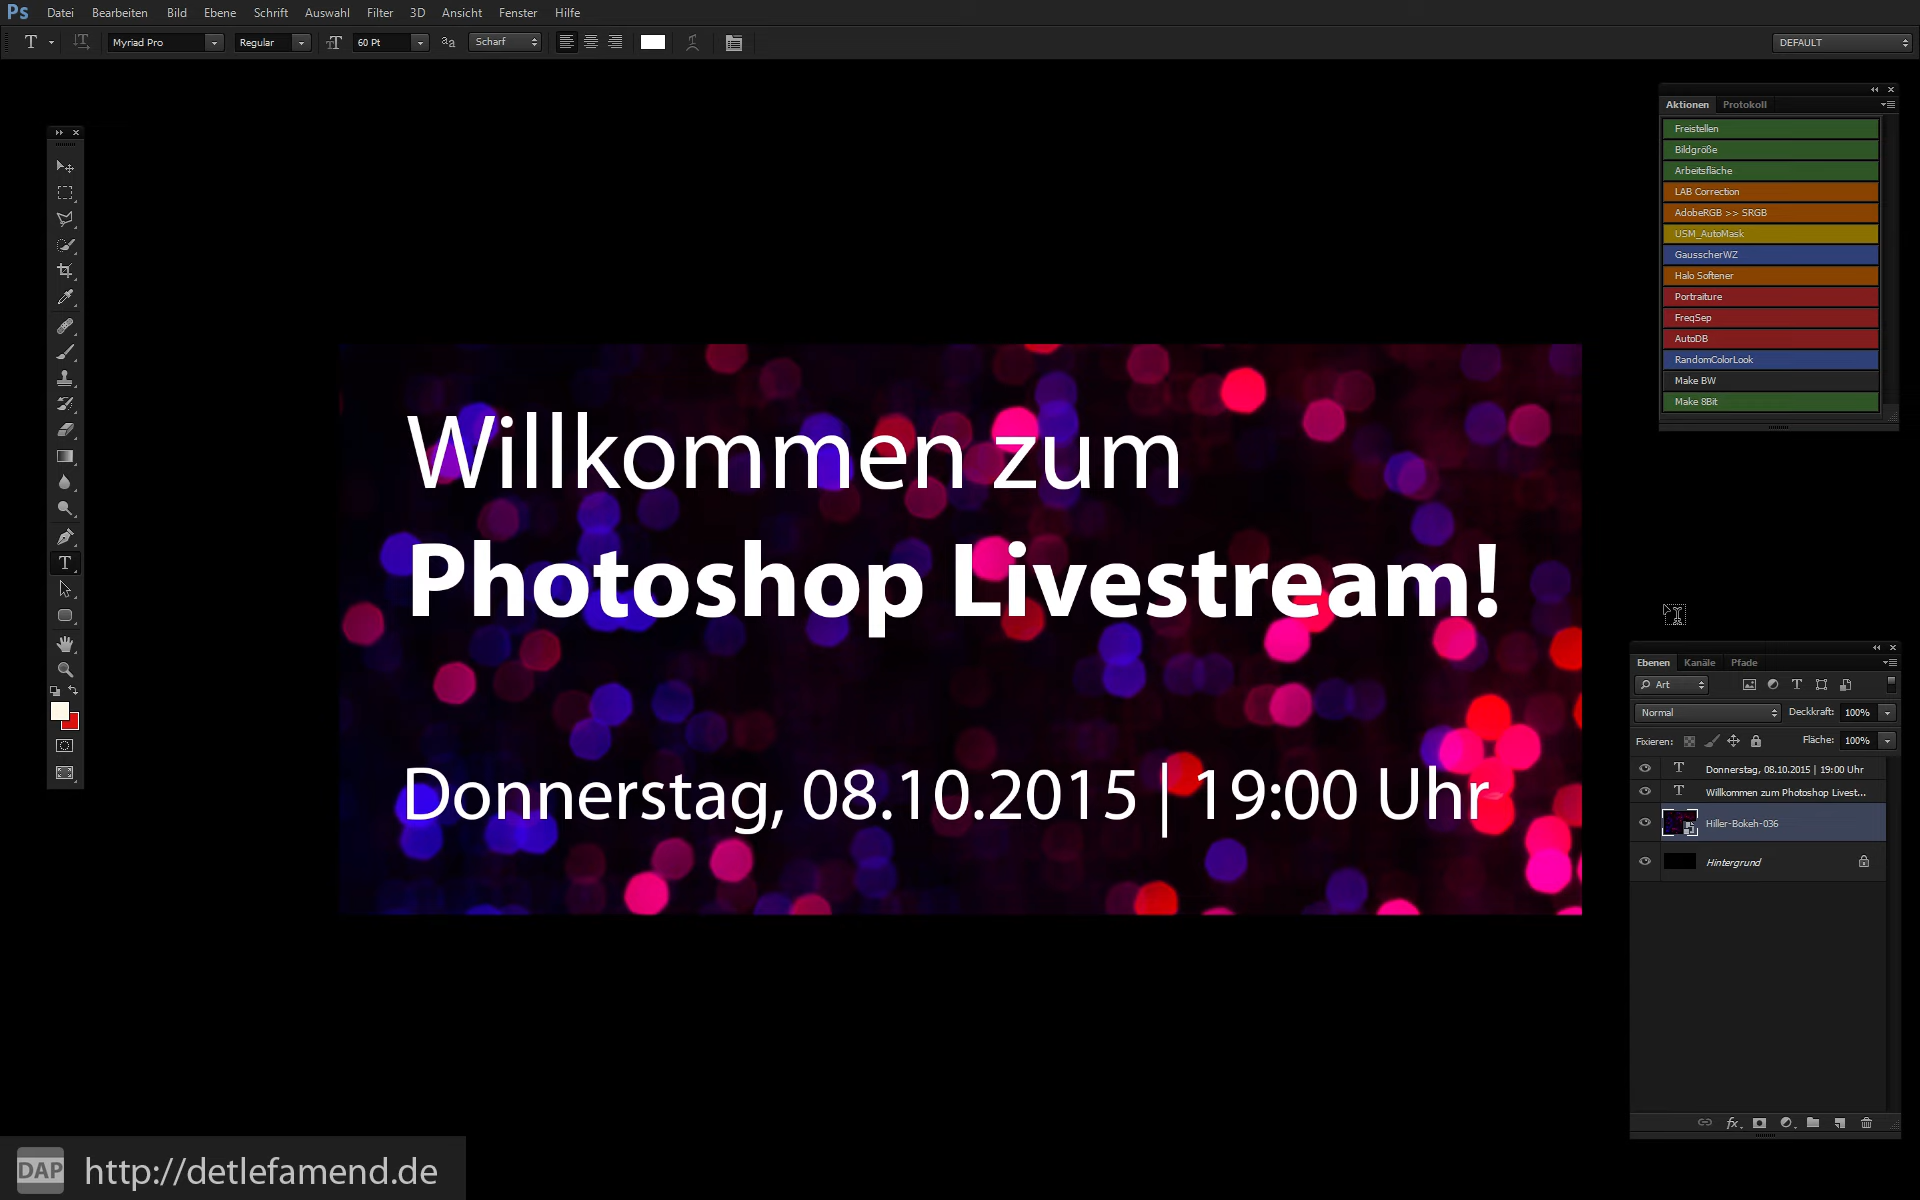 Ps Datei Bearbeiten Bild Ebene Schrift Auswahl Filter 3D Ansicht Fenster Hilfe
T Myriad Pro Regular 60 Pt Scharf DEFAULT
Aktionen Protokoll
Freistellen
Bildgröße
Arbeitsfläche
LAB Correction
AdobeRGB >> SRGB
USM_AutoMask
GausscherWZ
Halo Softener
Portraiture
FreqSep
AutoDB
RandomColorLook
Make BW
Make 8Bit
Willkommen zum
Photoshop Livestream!
Donnerstag, 08.10.2015 | 19:00 Uhr
Ebenen Kanäle Pfade
Art
Normal Deckkraft: 100%
Fixieren: Fläche: 100%
T Donnerstag, 08.10.2015 | 19:00 Uhr
T Willkommen zum Photoshop Livest...
Hiller-Bokeh-036
Hintergrund
fx
DAP http://detlefamend.de